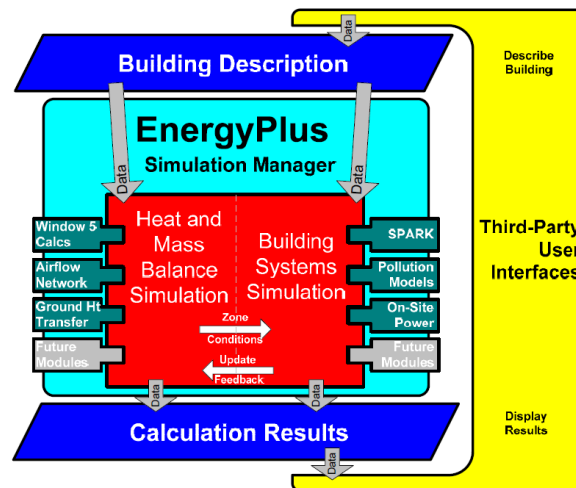 Data
Building Description
Describe
Building
Data
Data
EnergyPlus
Simulation Manager
Window 5
Calcs
Airflow
Network
Ground Ht
Transfer
Future
Modules
Heat and
Mass
Balance
Simulation
Building
Systems
Simulation
Zone
Conditions
Update
Feedback
SPARK
Pollution
Models
On-Site
Power
Future
Modules
Third-Party
User
Interfaces
Data
Data
Calculation Results
Display
Results
Data